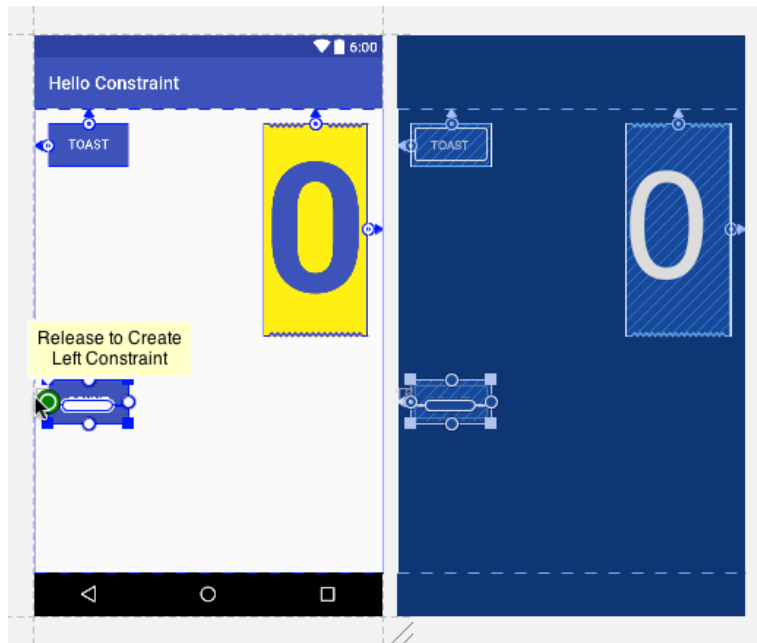 6:00
Hello Constraint
TOAST
TOAST
0
0
Release to Create
Left Constraint